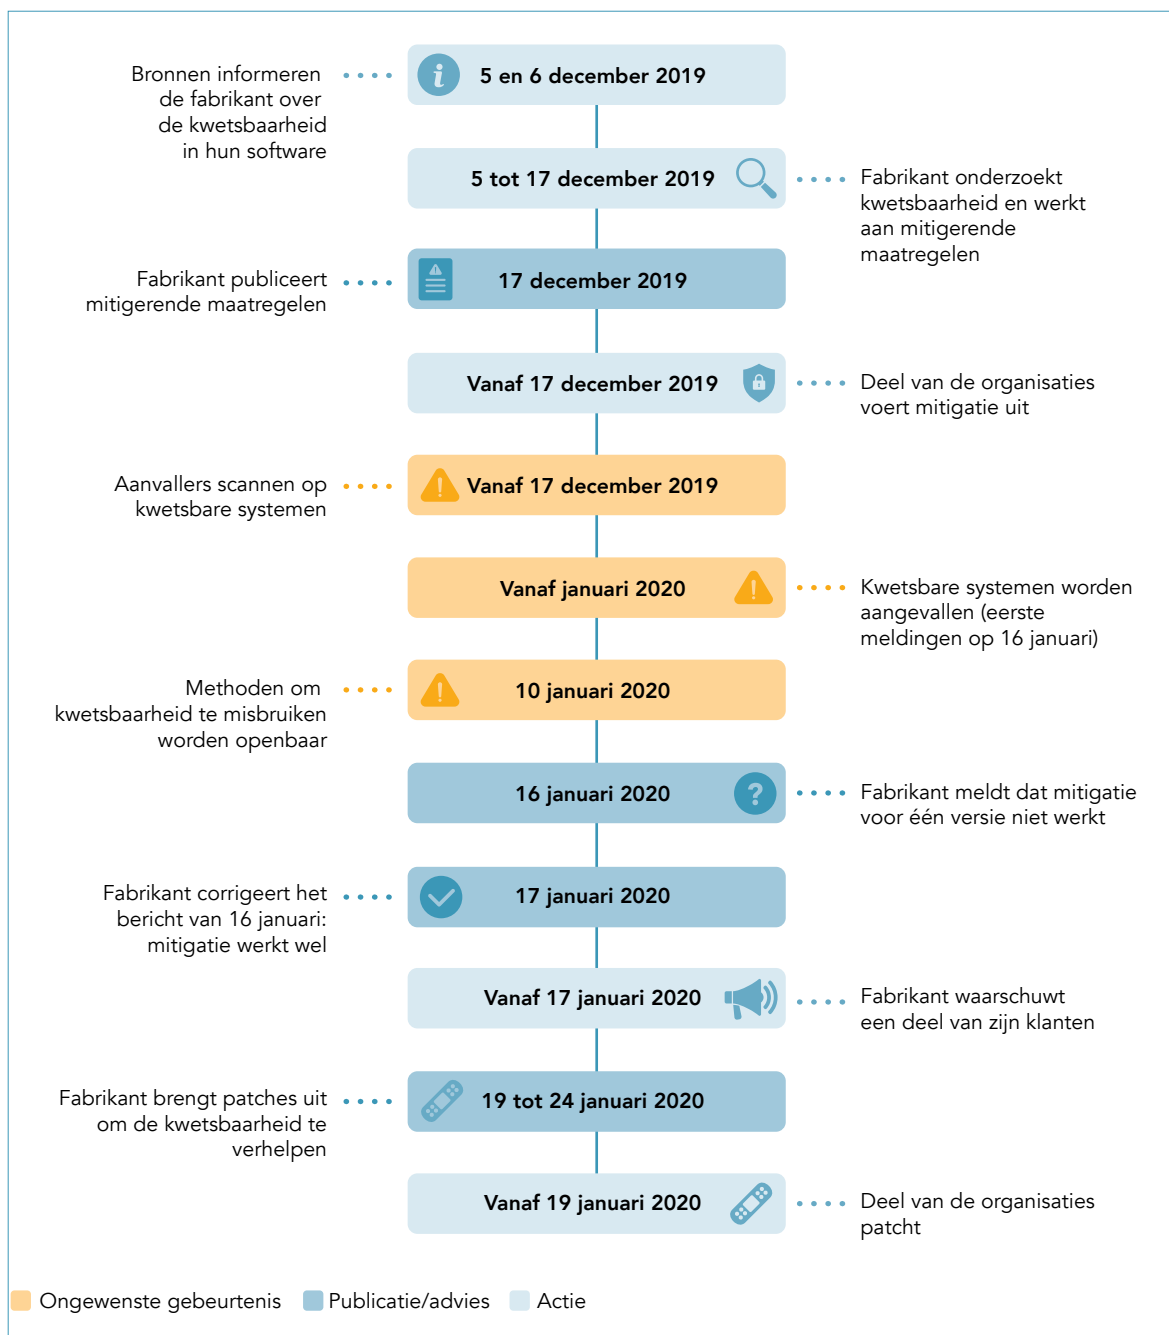 Bronnen informeren
de fabrikant over
de kwetsbaarheid
in hun software
5 en 6 december 2019
5 tot 17 december 2019
Fabrikant onderzoekt
kwetsbaarheid en werkt
aan mitigerende
maatregelen
Fabrikant publiceert
mitigerende maatregelen
17 december 2019
Vanaf 17 december 2019
Deel van de organisaties
voert mitigatie uit
Aanvallers scannen op
kwetsbare systemen
Vanaf 17 december 2019
Vanaf januari 2020
Kwetsbare systemen worden
aangevallen (eerste
meldingen op 16 januari)
Methoden om
kwetsbaarheid te misbruiken
worden openbaar
10 januari 2020
16 januari 2020
Fabrikant meldt dat mitigatie
voor één versie niet werkt
Fabrikant corrigeert het
bericht van 16 januari:
mitigatie werkt wel
17 januari 2020
Vanaf 17 januari 2020
Fabrikant waarschuwt
een deel van zijn klanten
Fabrikant brengt patches uit
om de kwetsbaarheid te
verhelpen
19 tot 24 januari 2020
Vanaf 19 januari 2020
Deel van de organisaties
patcht
Ongewenste gebeurtenis Publicatie/advies Actie